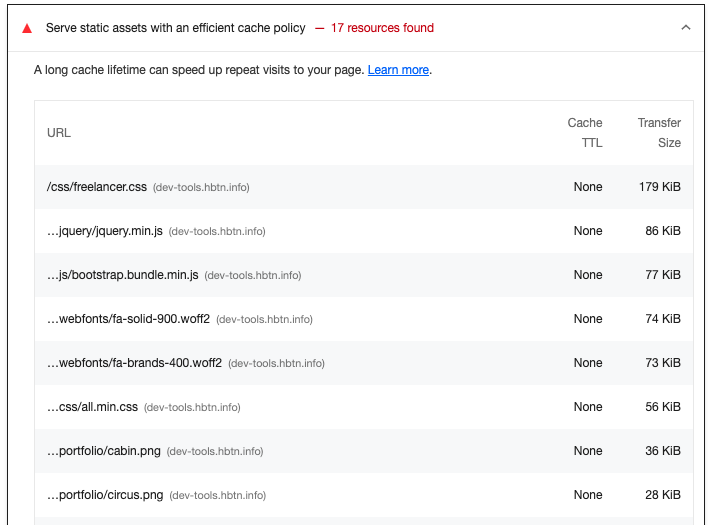 Serve static assets with an efficient cache policy — 17 resources found
A long cache lifetime can speed up repeat visits to your page. Learn more.
URL Cache TTL Transfer Size
/css/freelancer.css (dev-tools.hbtn.info) None 179 KiB
…jquery/jquery.min.js (dev-tools.hbtn.info) None 86 KiB
…js/bootstrap.bundle.min.js (dev-tools.hbtn.info) None 77 KiB
…webfonts/fa-solid-900.woff2 (dev-tools.hbtn.info) None 74 KiB
…webfonts/fa-brands-400.woff2 (dev-tools.hbtn.info) None 73 KiB
…css/all.min.css (dev-tools.hbtn.info) None 56 KiB
…portfolio/cabin.png (dev-tools.hbtn.info) None 36 KiB
…portfolio/circus.png (dev-tools.hbtn.info) None 28 KiB